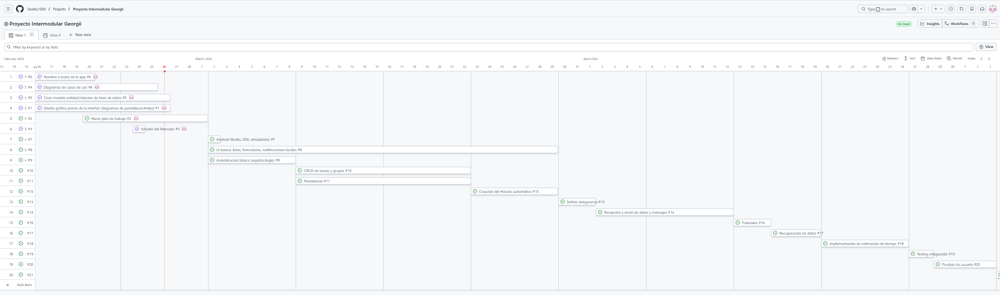 Gosha1030 / Projects / Proyecto Intermodular Georgii
Type / to search
Proyecto Intermodular Georgii
On track
Insights
Workflows 7
View 1
View 3
New view
Filter by keyword or by field
View
February 2026
March 2026
April 2026
Markers
Sort
Date fields
Month
Today
13 14 15 16 17 18 19 20 21 22 23 24 25 26 27 28 1 2 3 4 5 6 7 8 9 10 11 12 13 14 15 16 17 18 19 20 21 22 23 24 25 26 27 28 29 30 31 1 2 3 4 5 6 7 8 9 10 11 12 13 14 15 16 17 18 19 20 21 22 23 24 25 26 27 28 29 30 1 2 3
1 #6 Nombre e icono de la app #6
2 #4 Diagramas de casos de uso #4
3 #5 Crear modelo entidad/relacion de base de datos #5
4 #1 Diseño gráfico previo de la interfaz (diagramas de pantallas/activitys) #1
5 #2 Hacer plan de trabajo #2
6 #3 Estudio del Mercado #3
7 #7 Android Studio, SDK, emuladores #7
8 #8 UI básica: listas, formularios, notificaciones locales #8
9 #9 Autenticación básica (registro/login) #9
10 #10 CRUD de tareas y grupos #10
11 #11 Persistencia #11
12 #15 Creación del Horario automático #15
13 #13 Definir datagramas #13
14 #14 Recepción y envió de datos y mensajes #14
15 #16 Tutoriales #16
16 #17 Recuperación de datos #17
17 #18 Implementación de estimación de tiempo #18
18 #19 Testing integración #19
19 #20 Pruebas de usuario #20
20 #21
Add item